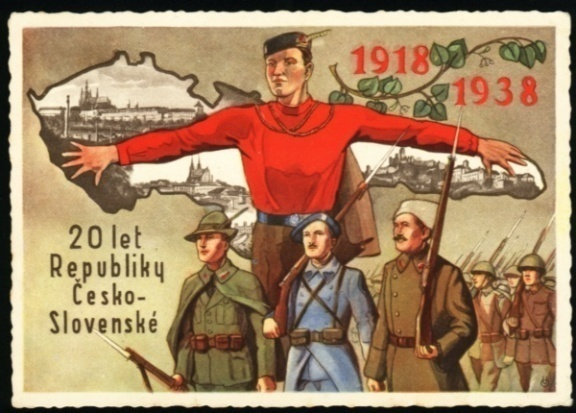 1918
1938
20 let
Republiky
Česko-
Slovenské